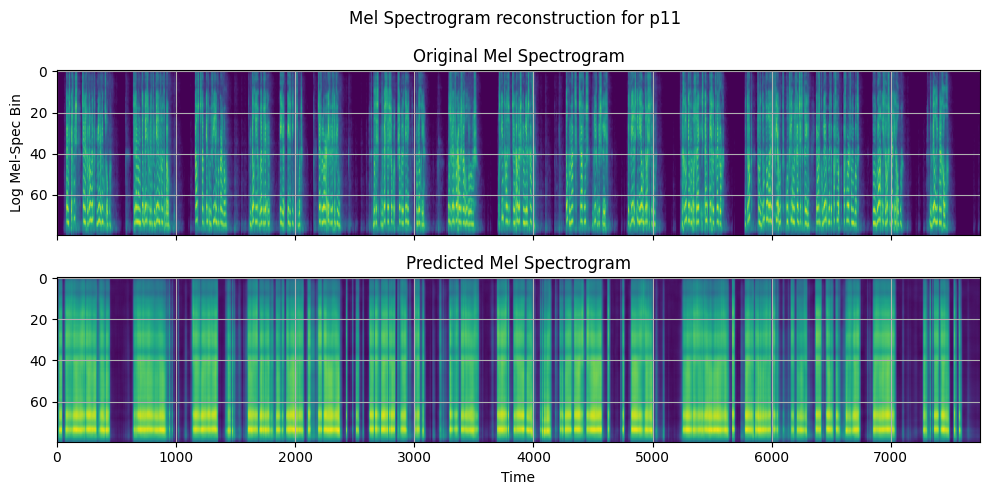 Mel Spectrogram reconstruction for p11
Original Mel Spectrogram
0
20
40
60
Log Mel-Spec Bin
Predicted Mel Spectrogram
0
20
40
60
0 1000 2000 3000 4000 5000 6000 7000
Time